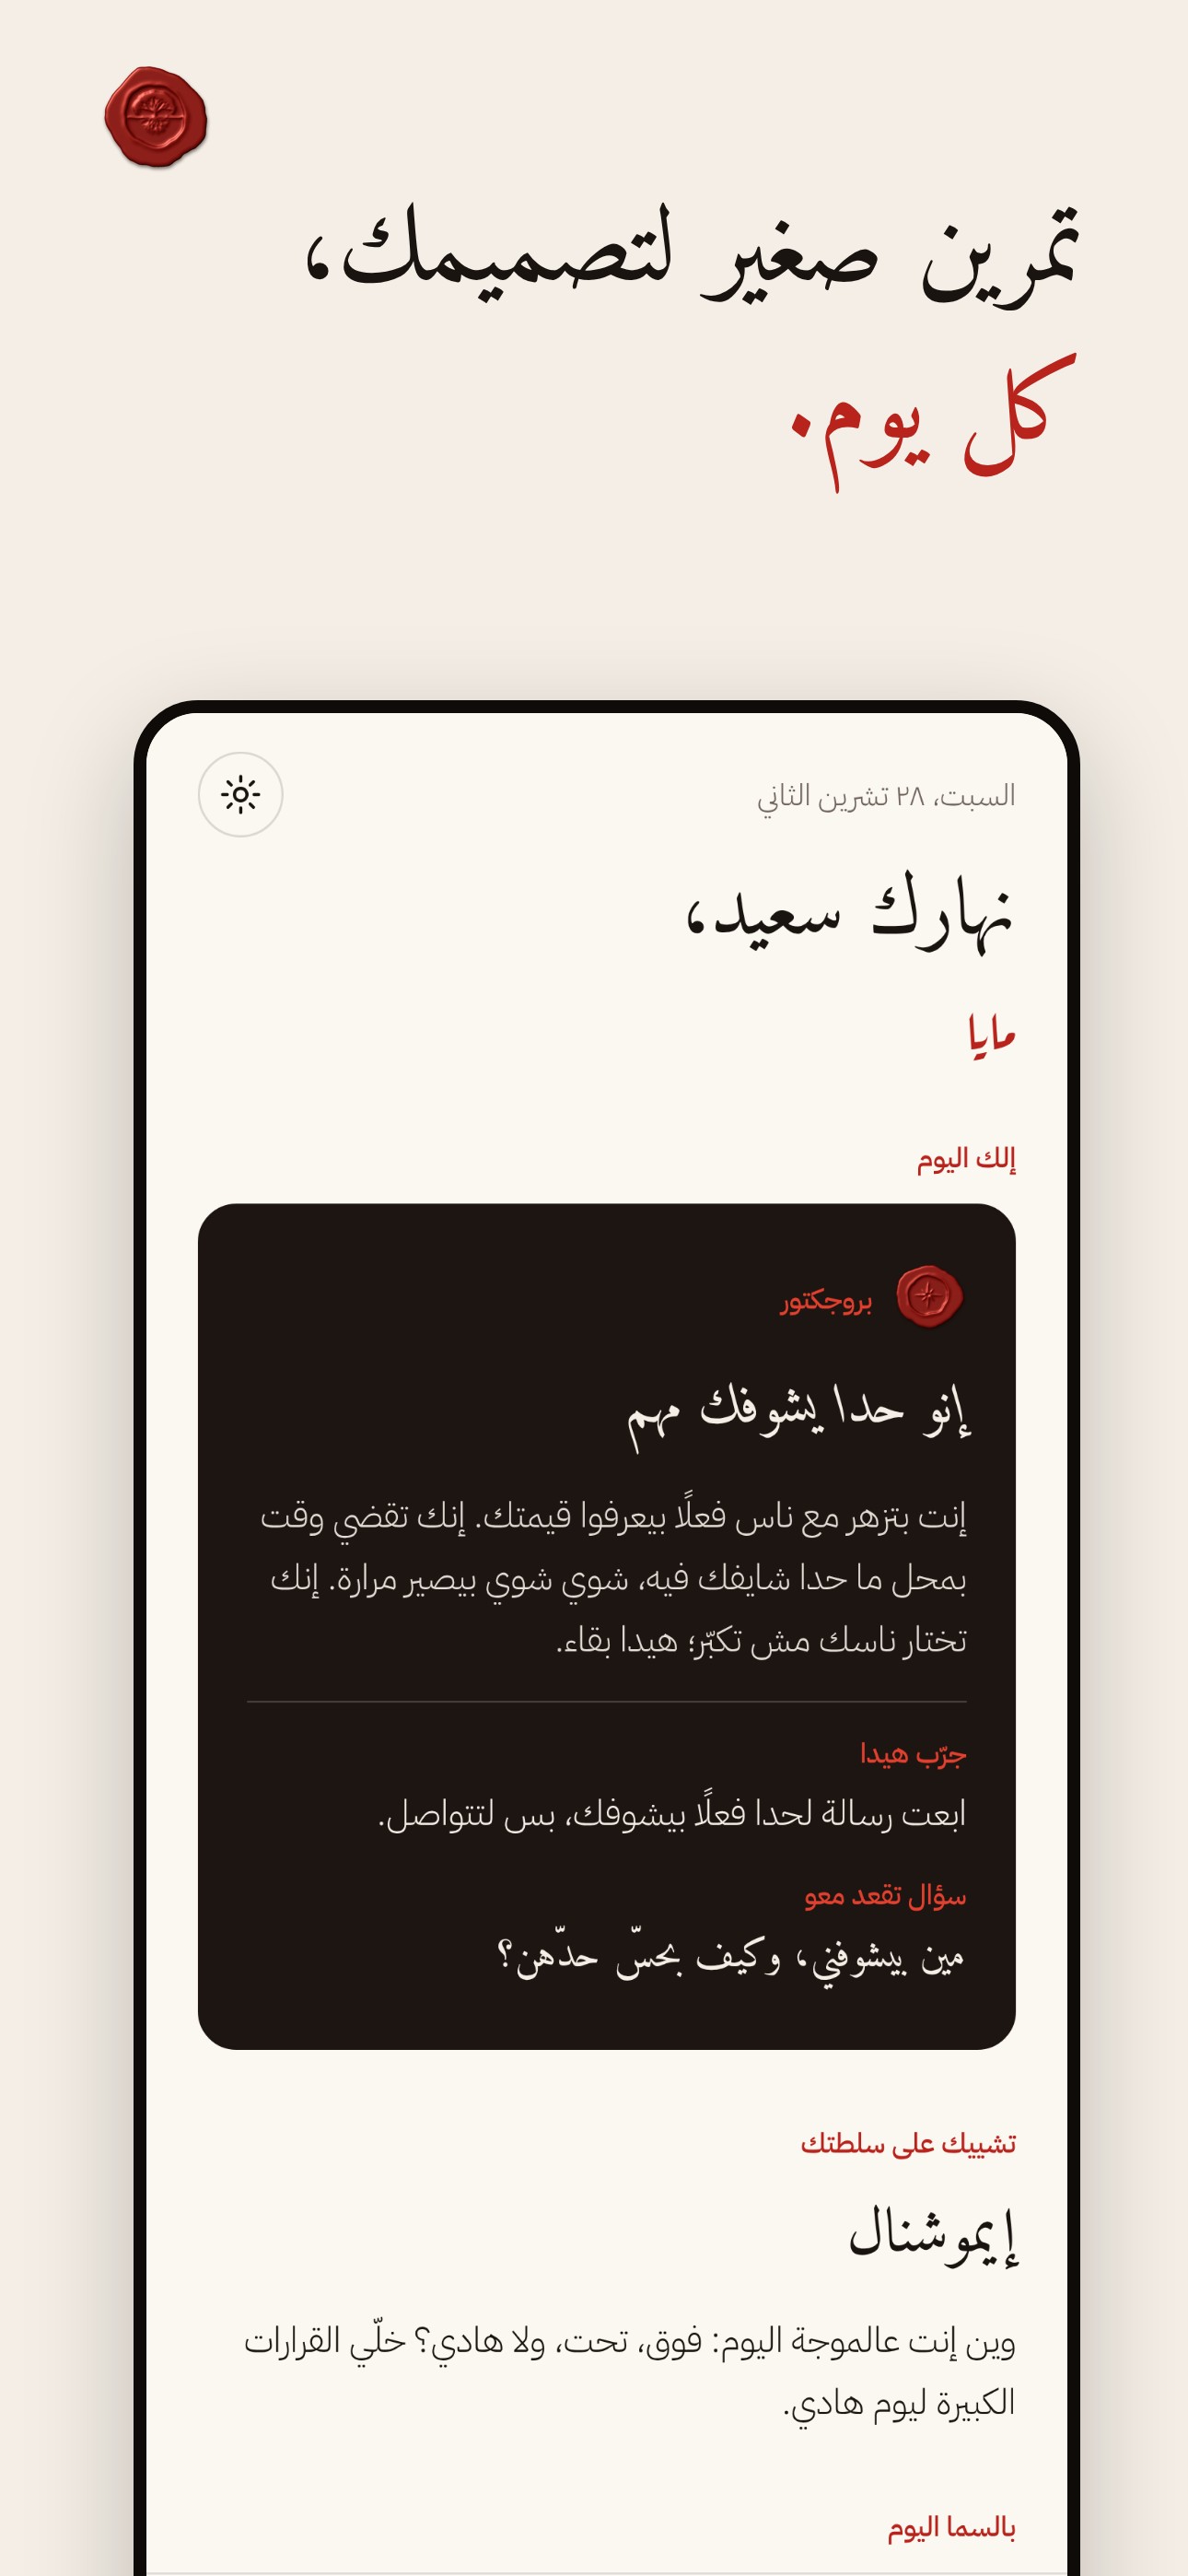 تمرين صغير لتصميمك،
كل يوم.
السبت، ٢٨ تشرين الثاني
نهارك سعيد،
مايا
إلك اليوم
بروجكتور
إنو حدا يشوفك مهم
إنت بتزهر مع ناس فعلًا بيعرفوا قيمتك. إنك تقضي وقت
بمحل ما حدا شايفك فيه، شوي شوي بيصير مرارة. إنك
تختار ناسك مش تكبّر؛ هيدا بقاء.
جرّب هيدا
ابعت رسالة لحدا فعلًا بيشوفك، بس لتتواصل.
سؤال تقعد معو
مين بيشوفني، وكيف بحسّ حدّهن؟
تشييك على سلطتك
إيموشنال
وين إنت عالموجة اليوم: فوق، تحت، ولا هادي؟ خلّي القرارات
الكبيرة ليوم هادي.
بالسما اليوم